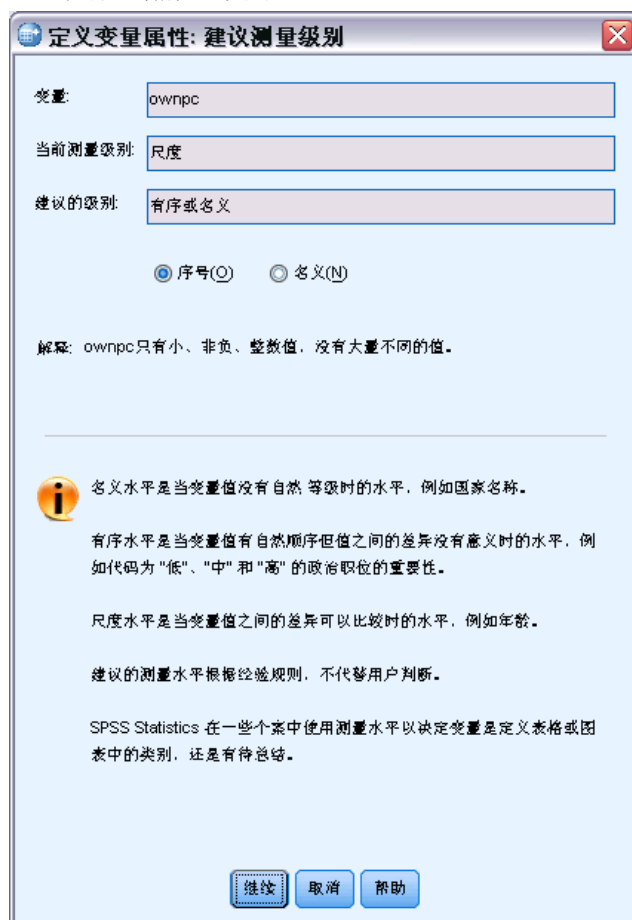 定义变量属性: 建议测量级别
变量:
ownpc
当前测量级别:
尺度
建议的级别:
有序或名义
序号(O)
名义(N)
解释: ownpc只有小、非负、整数值，没有大量不同的值。
名义水平是当变量值没有自然 等级时的水平，例如国家名称。
有序水平是当变量值有自然顺序但值之间的差异没有意义时的水平，例
如代码为 "低"、"中" 和 "高" 的政治职位的重要性。
尺度水平是当变量值之间的差异可以比较时的水平，例如年龄。
建议的测量水平根据经验规则，不代替用户判断。
SPSS Statistics 在一些个案中使用测量水平以决定变量是定义表格或图
表中的类别，还是有待总结。
继续
取消
帮助